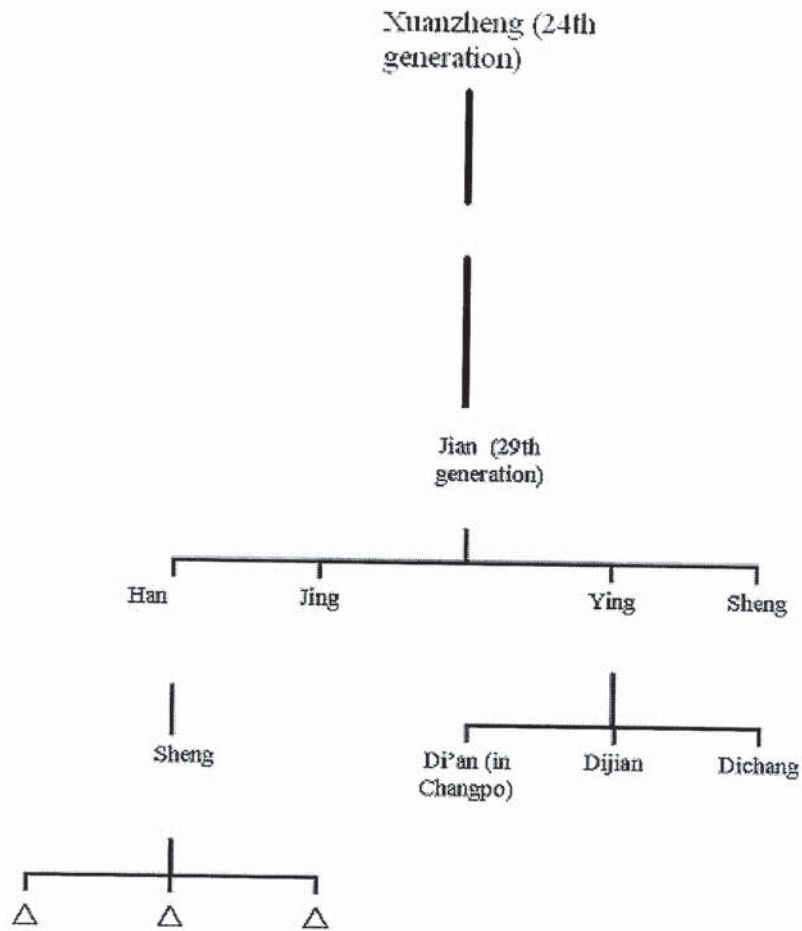 Xuanzheng (24th
generation)
Jian (29th
generation)
Han
Jing
Ying
Sheng
Sheng
Di’an (in
Changpo)
Dijian
Dichang